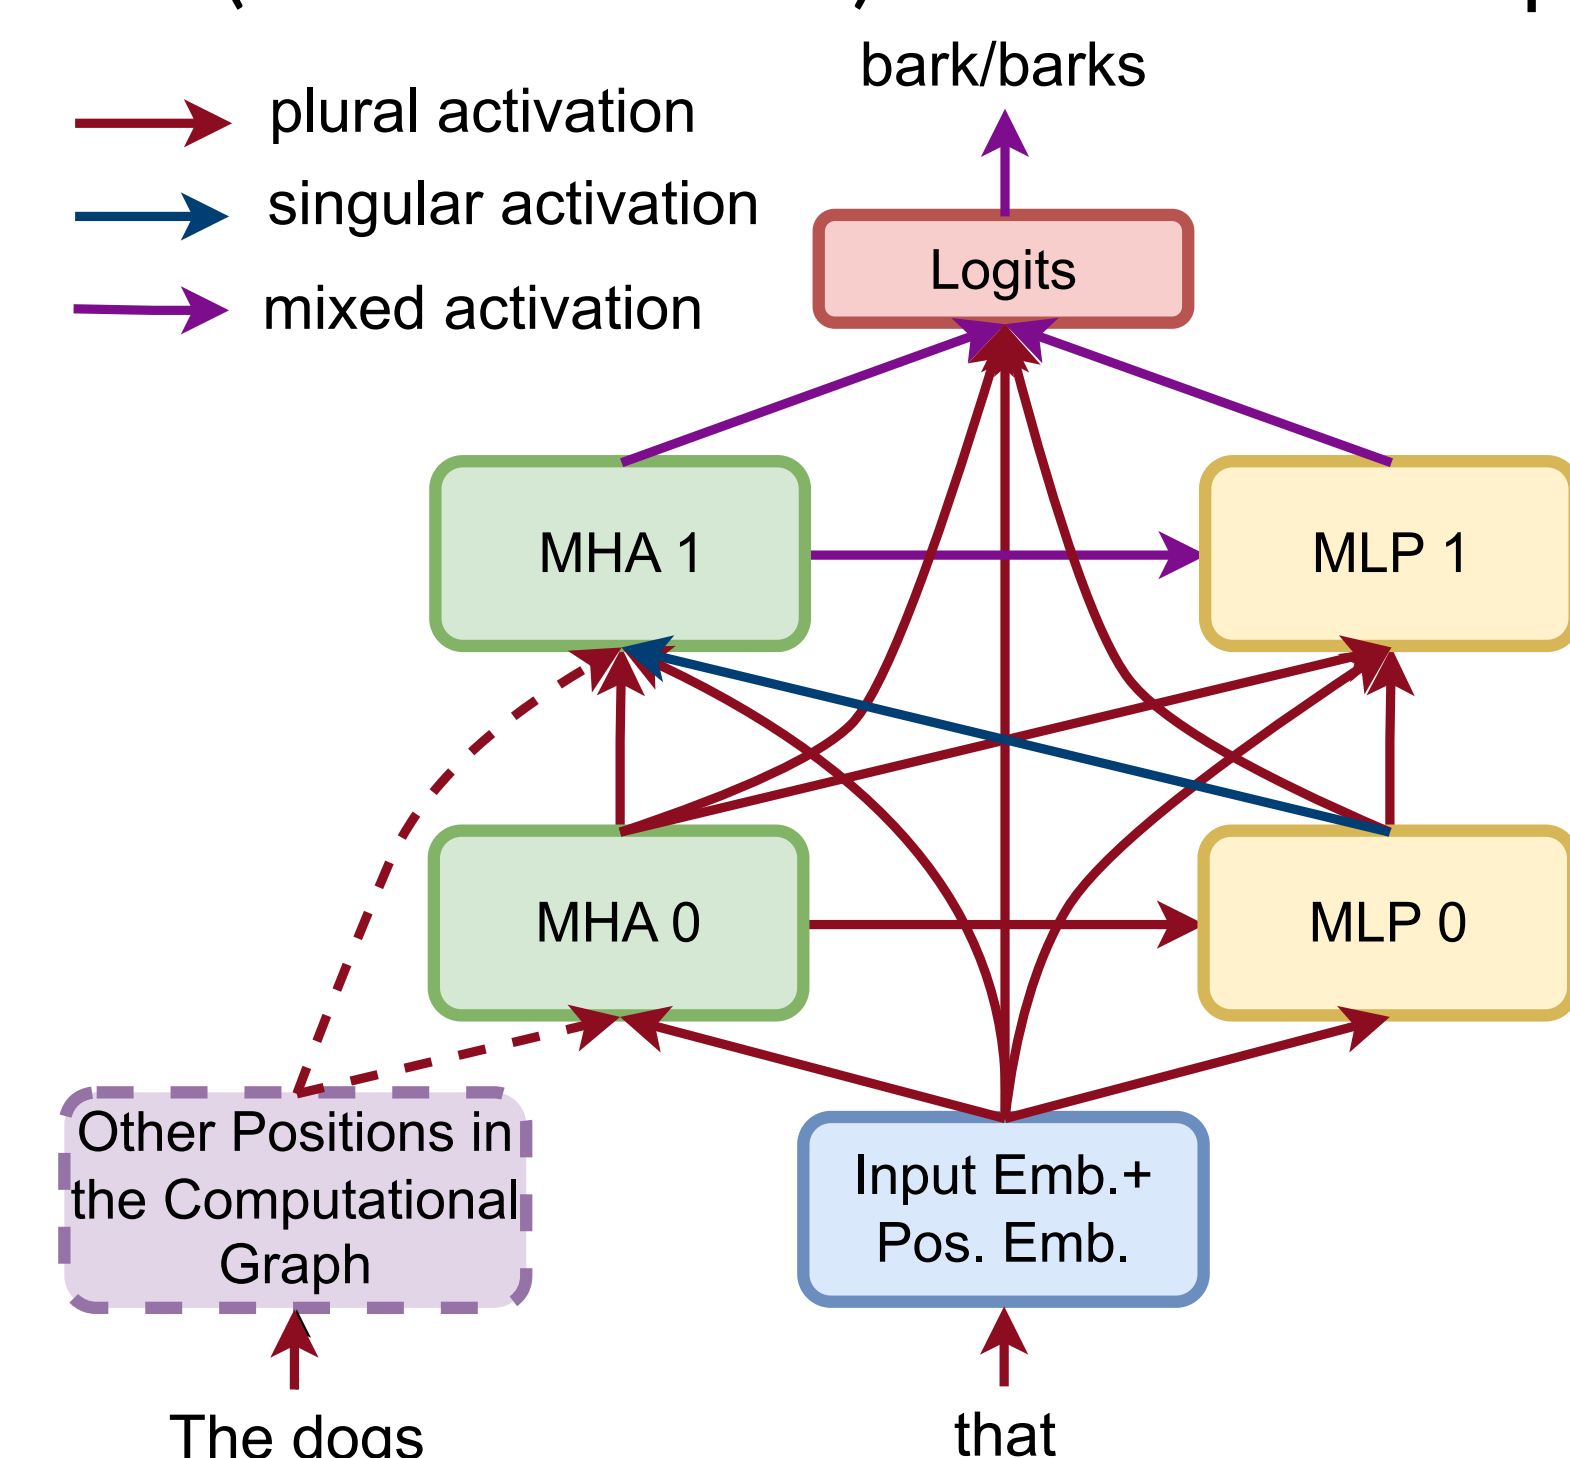 bark/barks
plural activation
singular activation
mixed activation
Logits
MHA 1
MLP 1
MHA 0
MLP 0
Other Positions in
the Computational
Graph
Input Emb.+
Pos. Emb.
The dogs
that